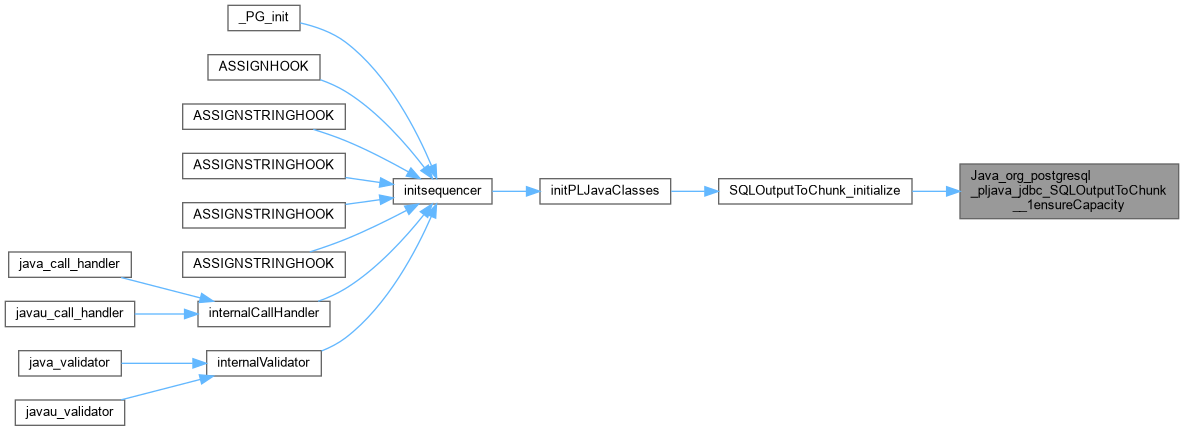 _PG_init
ASSIGNHOOK
ASSIGNSTRINGHOOK
ASSIGNSTRINGHOOK
ASSIGNSTRINGHOOK
ASSIGNSTRINGHOOK
java_call_handler
javau_call_handler
internalCallHandler
java_validator
internalValidator
javau_validator
initsequencer
initPLJavaClasses
SQLOutputToChunk_initialize
Java_org_postgresql
_pljava_jdbc_SQLOutputToChunk
__1ensureCapacity